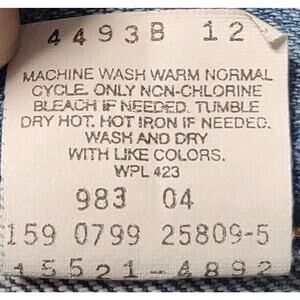 4493B 12
MACHINE WASH WARM NORMAL
CYCLE. ONLY NON-CHLORINE
BLEACH IF NEEDED. TUMBLE
DRY HOT. HOT IRON IF NEEDED.
WASH AND DRY
WITH LIKE COLORS.
WPL 423
983 04
159 0799 25809-5
15521-4892